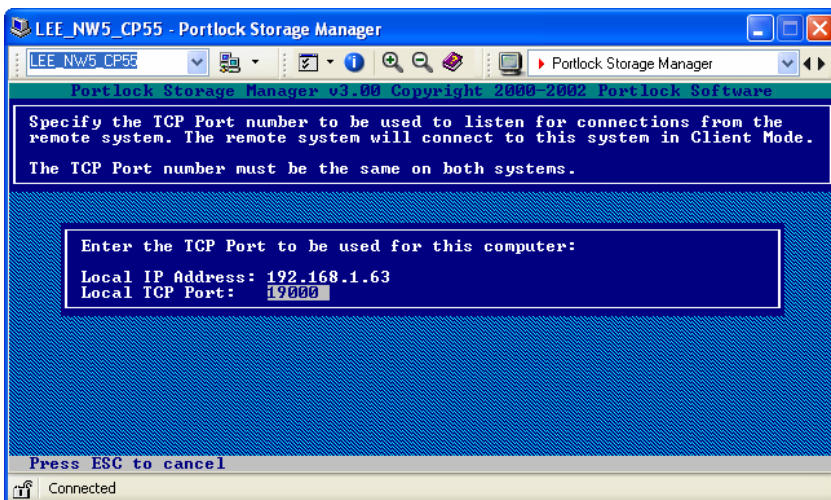 LEE_NW5_CP55 - Portlock Storage Manager
LEE_NW5_CP55 Portlock Storage Manager
Portlock Storage Manager v3.00 Copyright 2000-2002 Portlock Software
Specify the TCP Port number to be used to listen for connections from the
remote system. The remote system will connect to this system in Client Mode.
The TCP Port number must be the same on both systems.
Enter the TCP Port to be used for this computer:
Local IP Address: 192.168.1.63
Local TCP Port: 19000
Press ESC to cancel
Connected